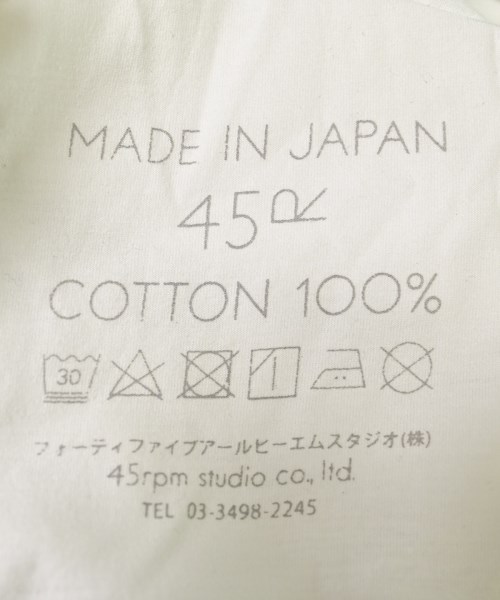 MADE IN JAPAN
45R
COTTON 100%
30
フォーティファイブアールピーエムスタジオ(株)
45rpm studio co., ltd.
TEL 03-3498-2245